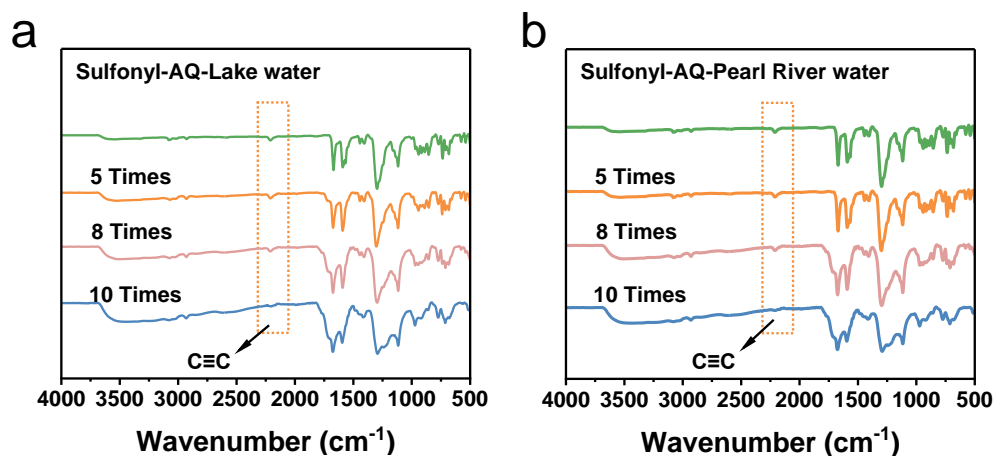 a
Sulfonyl-AQ-Lake water
5 Times
8 Times
10 Times
C≡C
4000 3500 3000 2500 2000 1500 1000 500
Wavenumber (cm⁻¹)
b
Sulfonyl-AQ-Pearl River water
5 Times
8 Times
10 Times
C≡C
4000 3500 3000 2500 2000 1500 1000 500
Wavenumber (cm⁻¹)